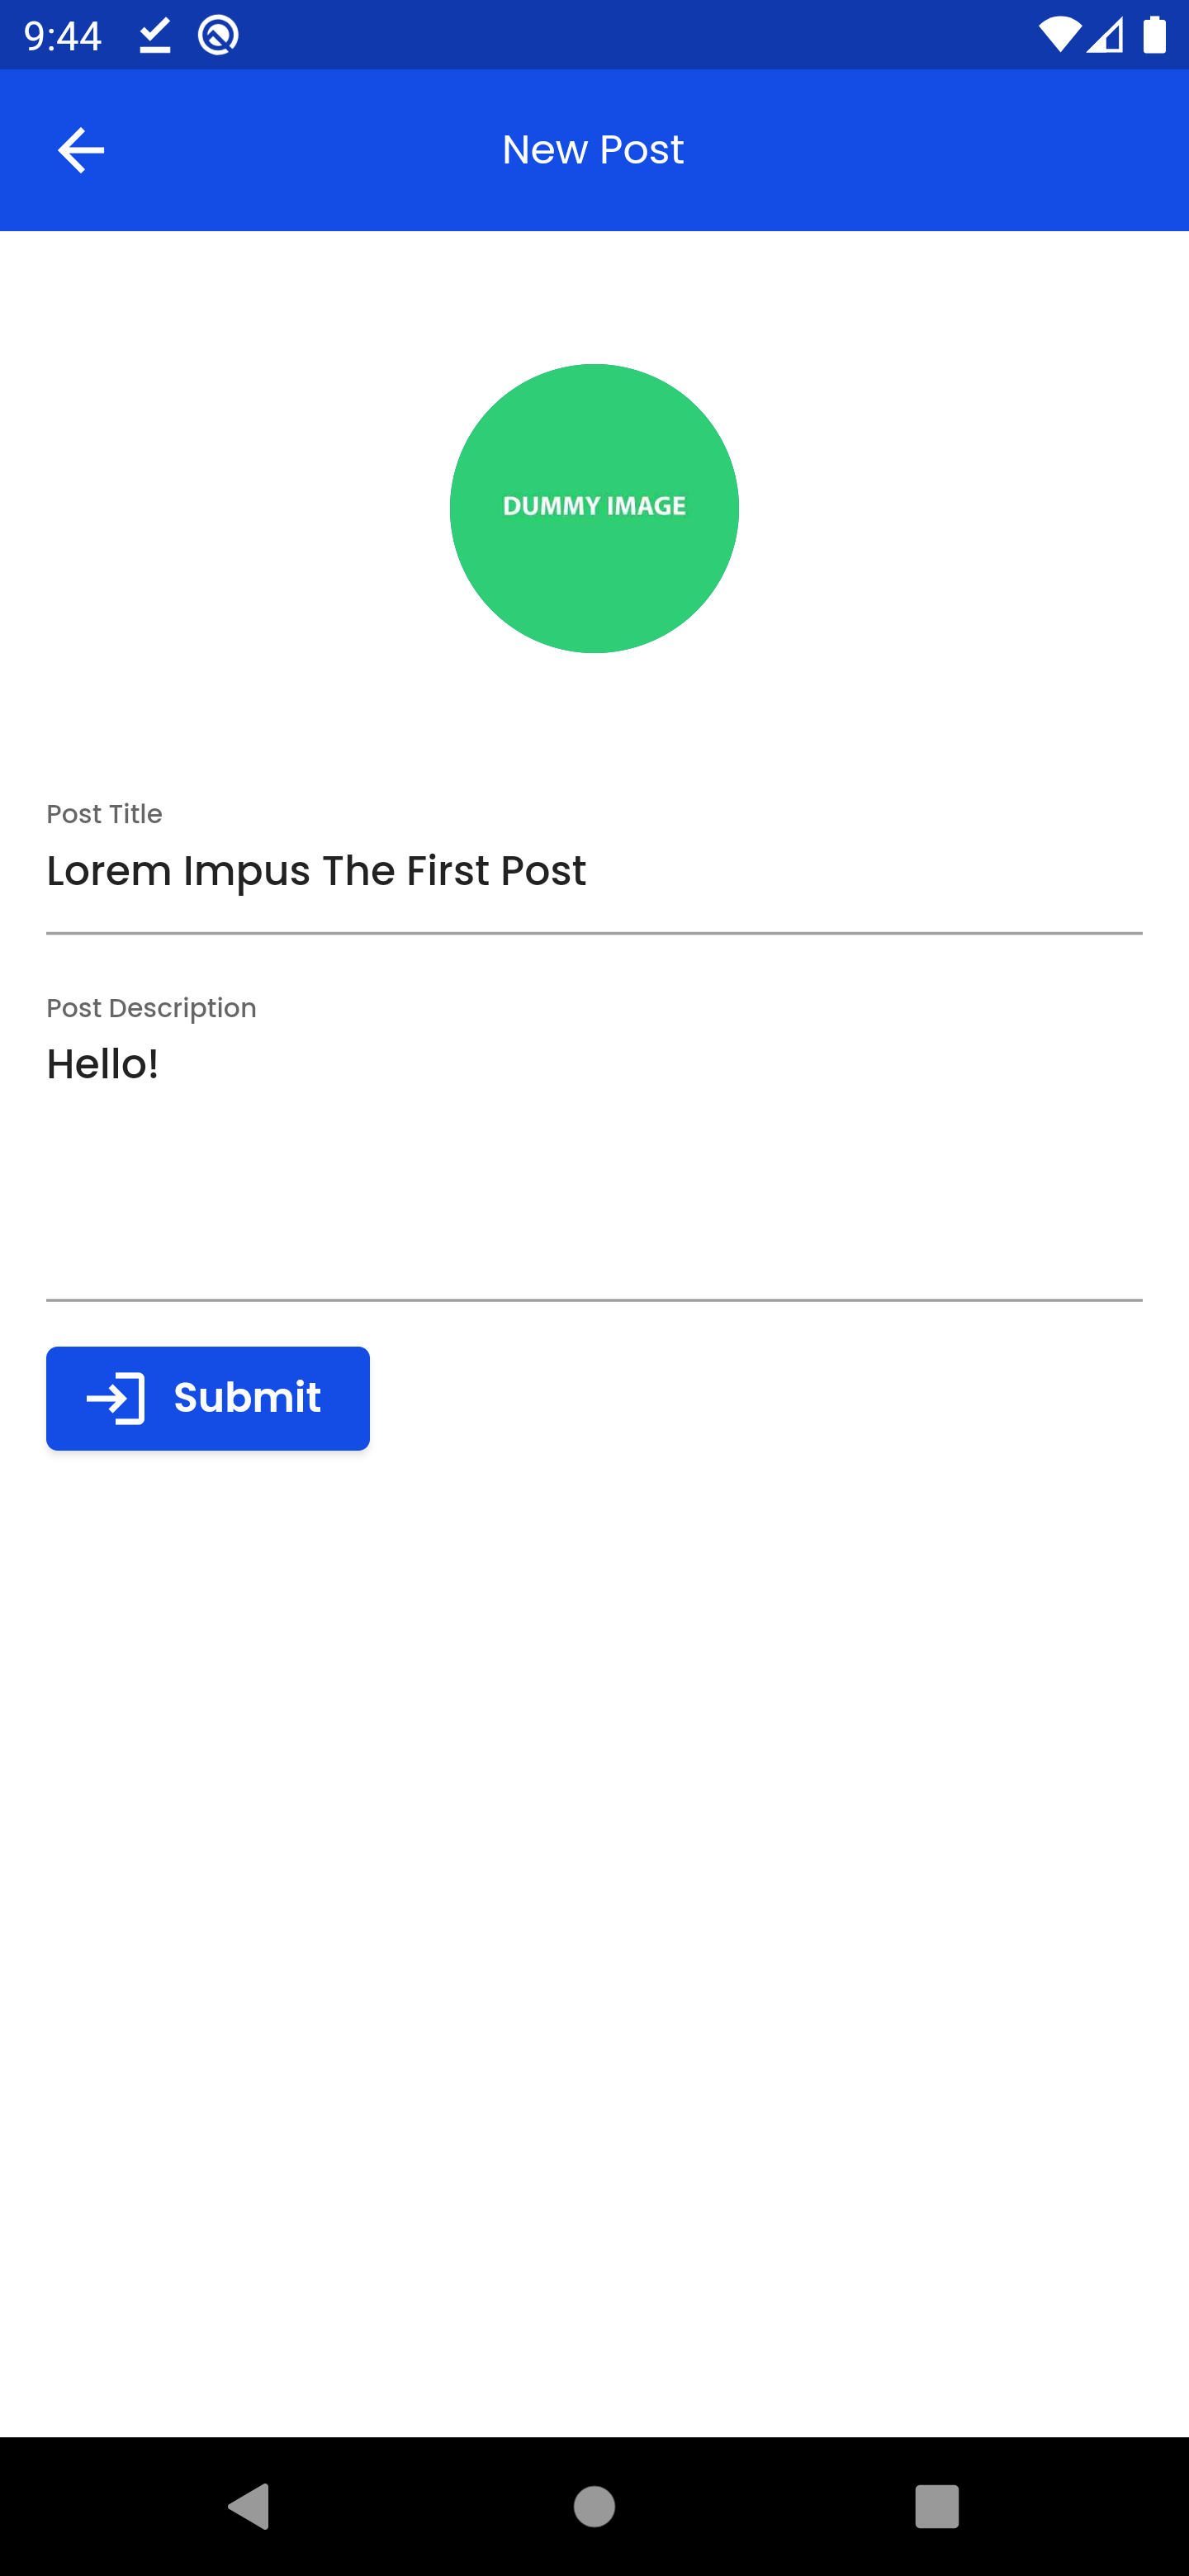 9:44
New Post
DUMMY IMAGE
Post Title
Lorem Impus The First Post
Post Description
Hello!
Submit